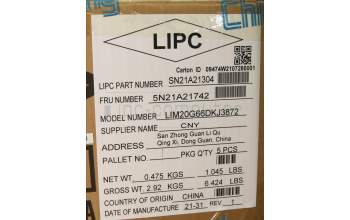 LIPC
Carton ID 09474W2107280001
LIPC PART NUMBER SN21A21304
FRU NUMBER 5N21A21742
MODEL NUMBER LIM20G66DKJ3872
SUPPLIER NAME CNY
ADDRESS San Zhong Guan Li Qu
Qing Xi, Dong Guan, China
PALLET NO. PKG Q'TY 5 PCS
NET WT. 0.475 KGS 1.045 LBS
GROSS WT. 2.92 KGS 6.424 LBS
COUNTRY OF ORIGIN CHINA
DATE OF MANUFACTURE 21-31 REV 1